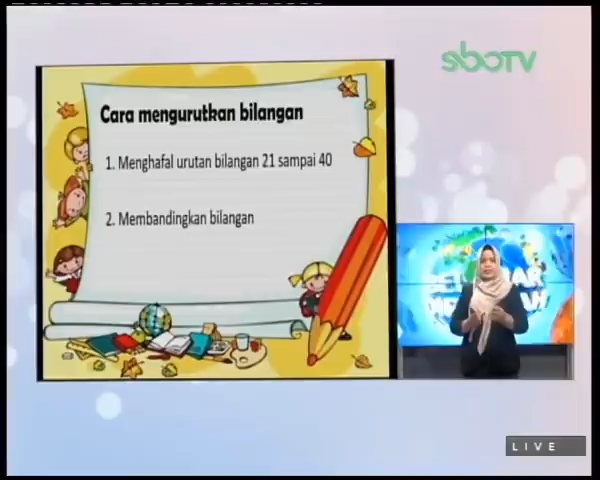 sboTV
Cara mengurutkan bilangan
1. Menghafal urutan bilangan 21 sampai 40
2. Membandingkan bilangan
LIVE